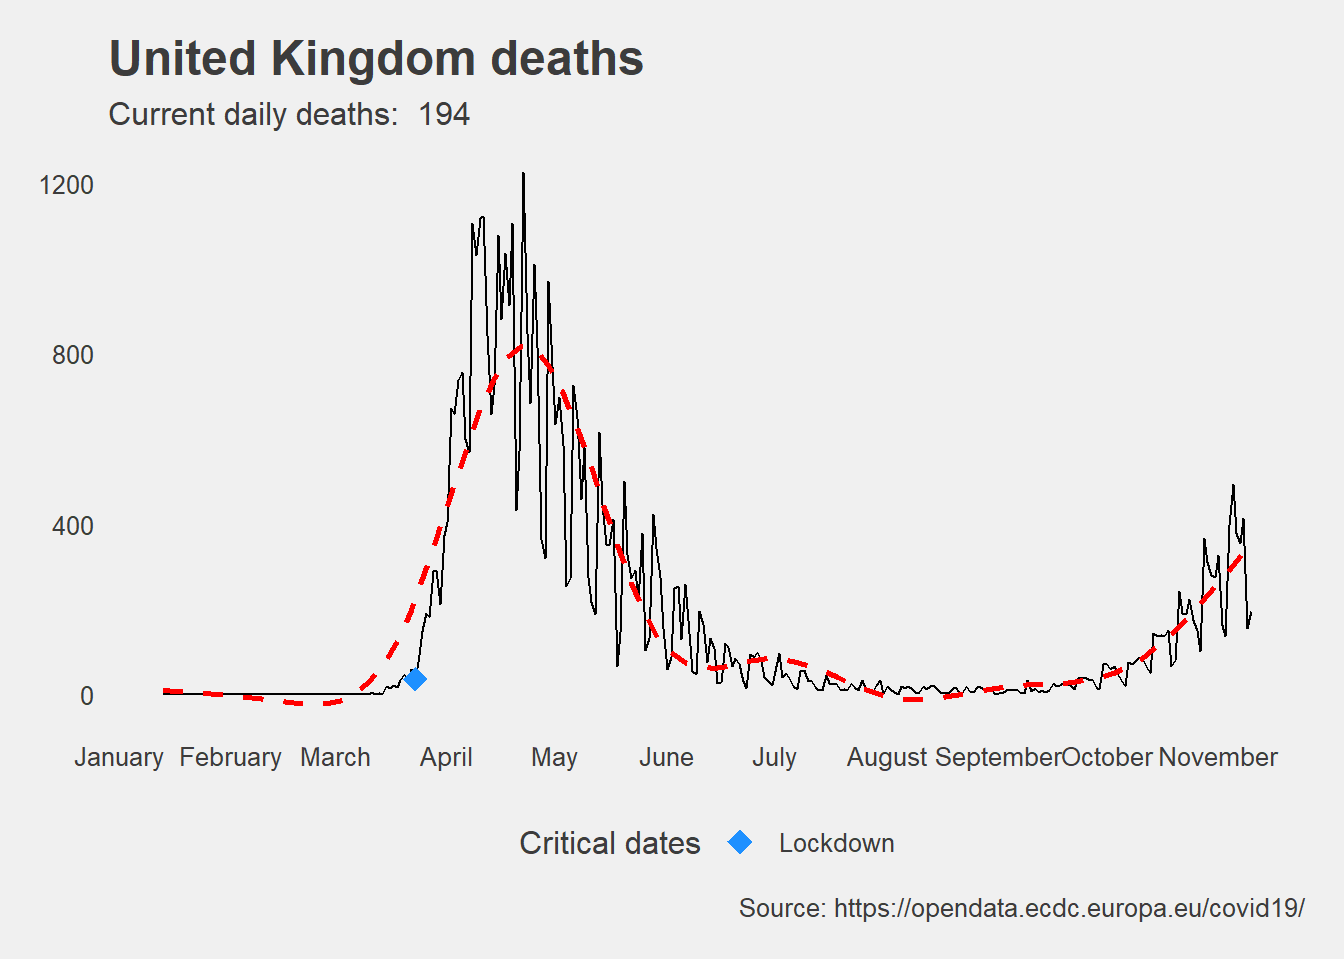 United Kingdom deaths
Current daily deaths:  194
1200
800
400
0
January February March April May June July August September October November
Critical dates Lockdown
Source: https://opendata.ecdc.europa.eu/covid19/